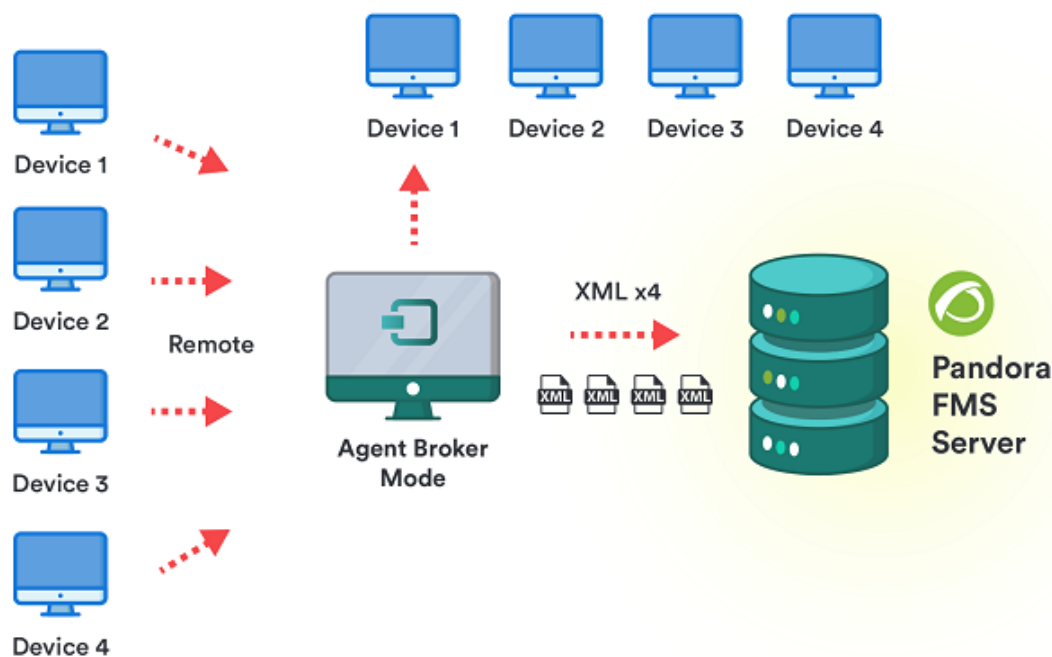 Device 1
Device 2
Device 3
Device 4
Device 1
Device 2
Remote
Device 3
Device 4
Agent Broker
Mode
XML x4
XML
XML
XML
XML
Pandora
FMS
Server